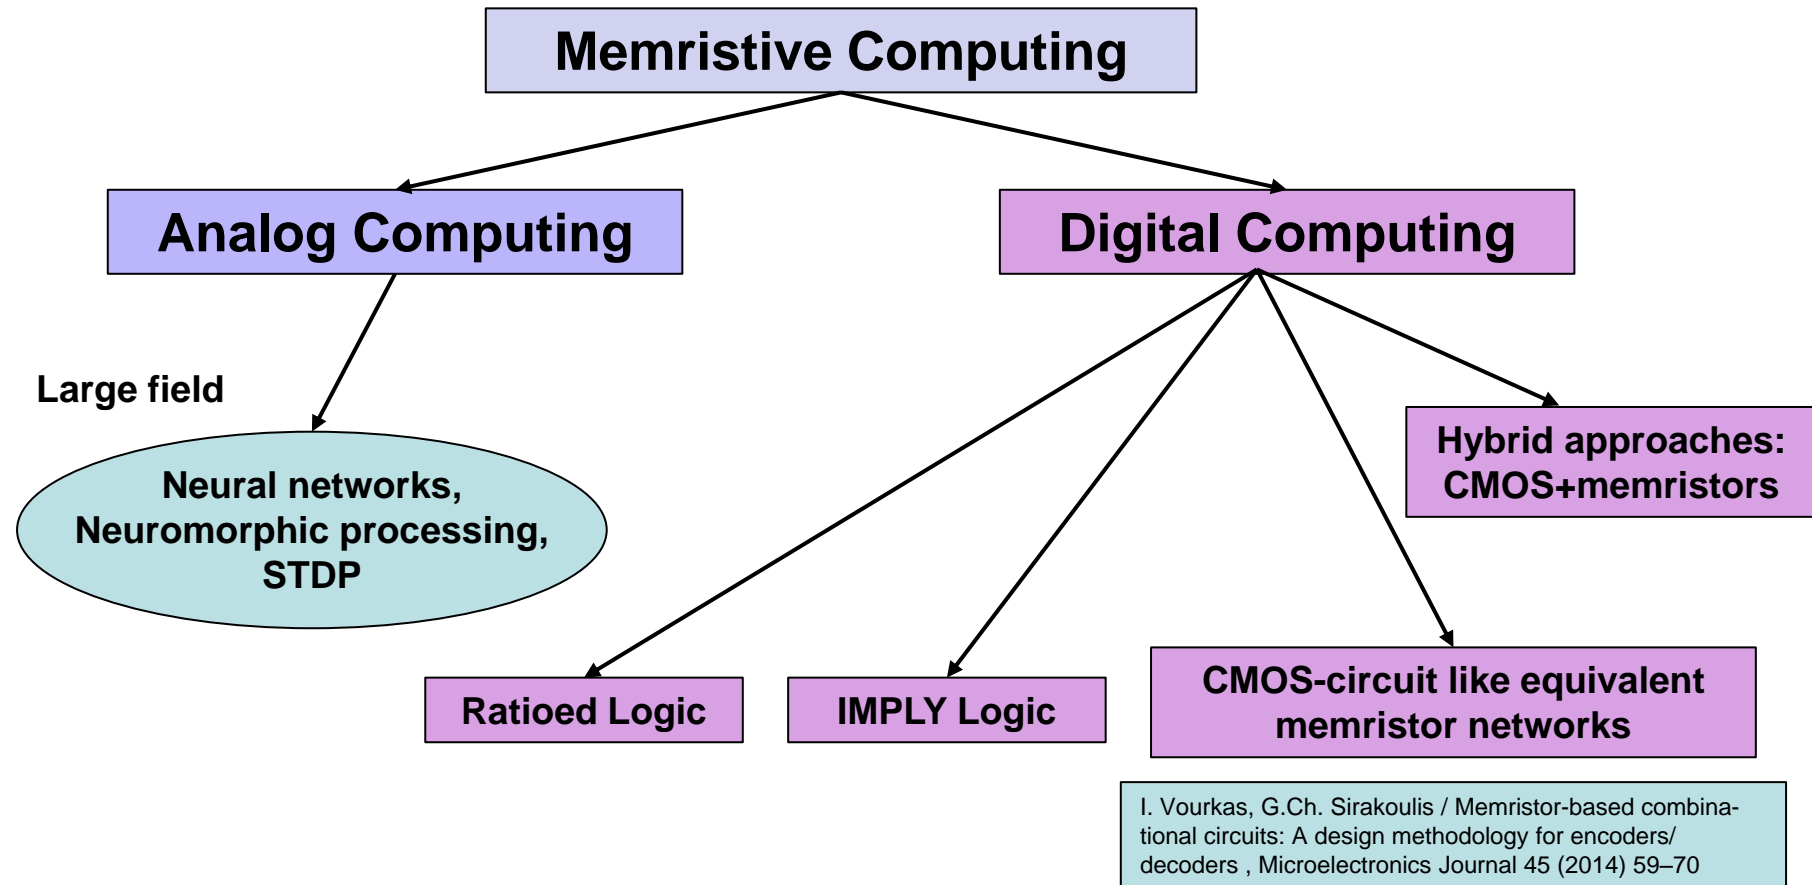 Memristive Computing
Analog Computing
Digital Computing
Large field
Neural networks,
Neuromorphic processing,
STDP
Hybrid approaches:
CMOS+memristors
Ratioed Logic
IMPLY Logic
CMOS-circuit like equivalent
memristor networks
I. Vourkas, G.Ch. Sirakoulis / Memristor-based combina-
tional circuits: A design methodology for encoders/
decoders , Microelectronics Journal 45 (2014) 59–70